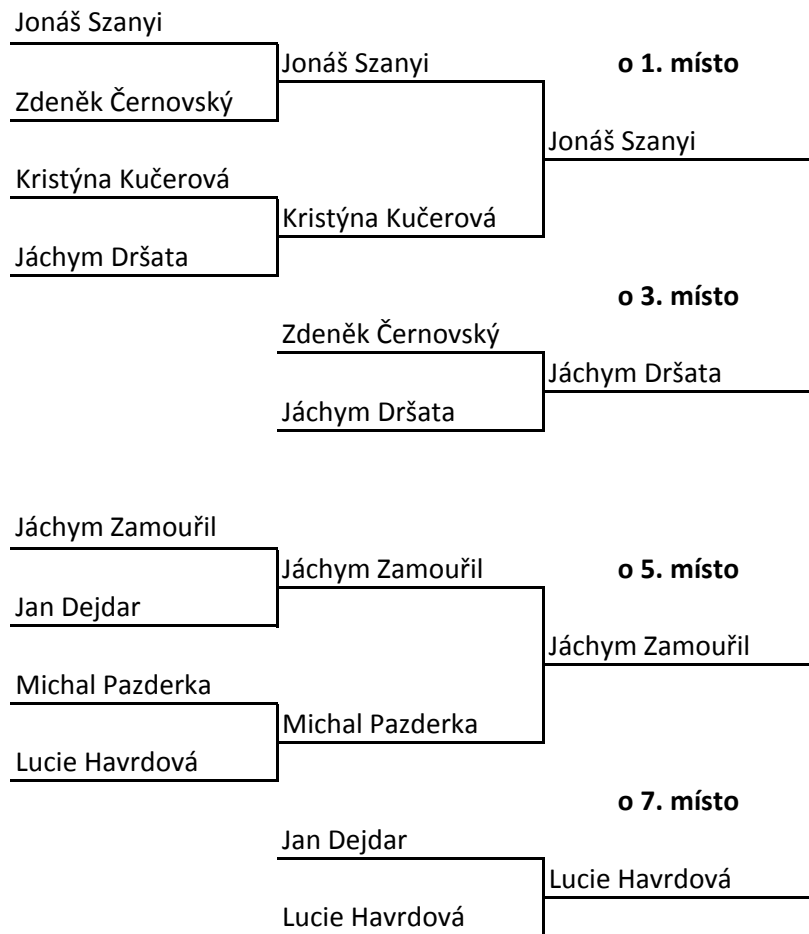 Jonáš Szanyi
Jonáš Szanyi
o 1. místo
Zdeněk Černovský
Jonáš Szanyi
Kristýna Kučerová
Kristýna Kučerová
Jáchym Dršata
o 3. místo
Zdeněk Černovský
Jáchym Dršata
Jáchym Dršata
Jáchym Zamouřil
Jáchym Zamouřil
o 5. místo
Jan Dejdar
Jáchym Zamouřil
Michal Pazderka
Michal Pazderka
Lucie Havrdová
o 7. místo
Jan Dejdar
Lucie Havrdová
Lucie Havrdová